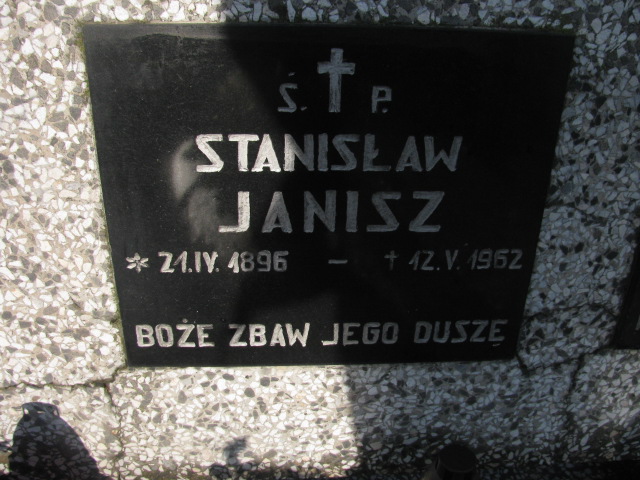 Ś. P.
STANISŁAW
JANISZ
* 21.IV.1896 – † 12.V.1962
BOŻE ZBAW JEGO DUSZĘ